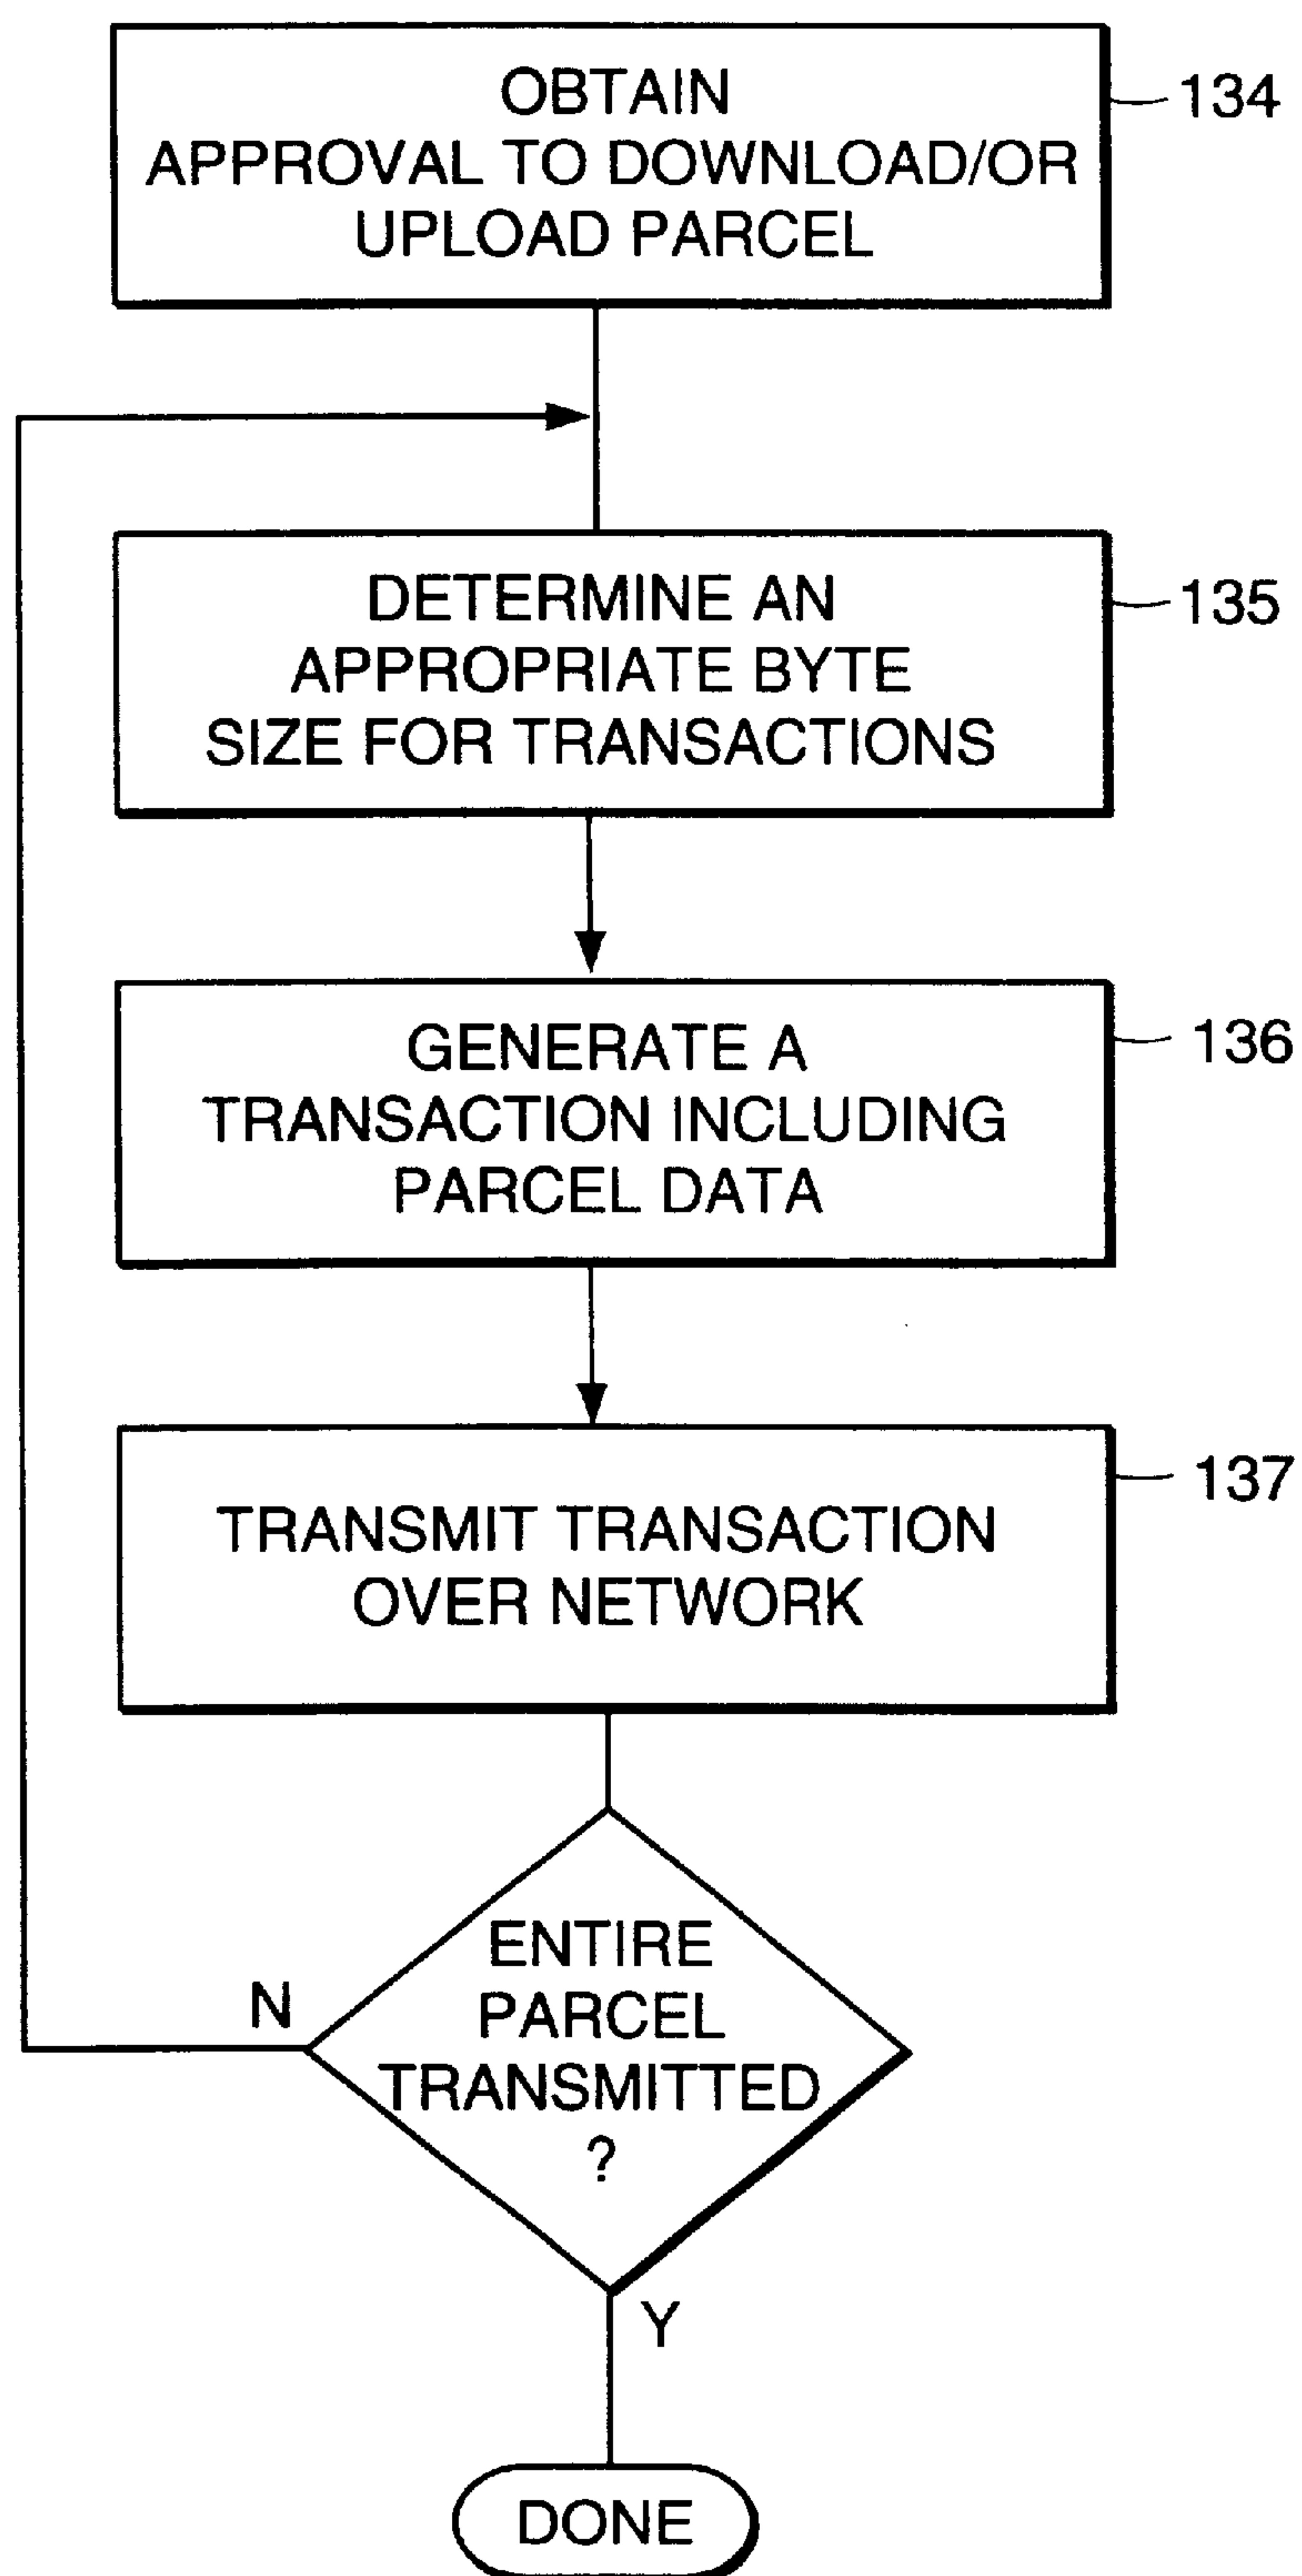 OBTAIN
APPROVAL TO DOWNLOAD/OR
UPLOAD PARCEL
134
DETERMINE AN
APPROPRIATE BYTE
SIZE FOR TRANSACTIONS
135
GENERATE A
TRANSACTION INCLUDING
PARCEL DATA
136
TRANSMIT TRANSACTION
OVER NETWORK
137
ENTIRE
PARCEL
TRANSMITTED
?
N
Y
DONE